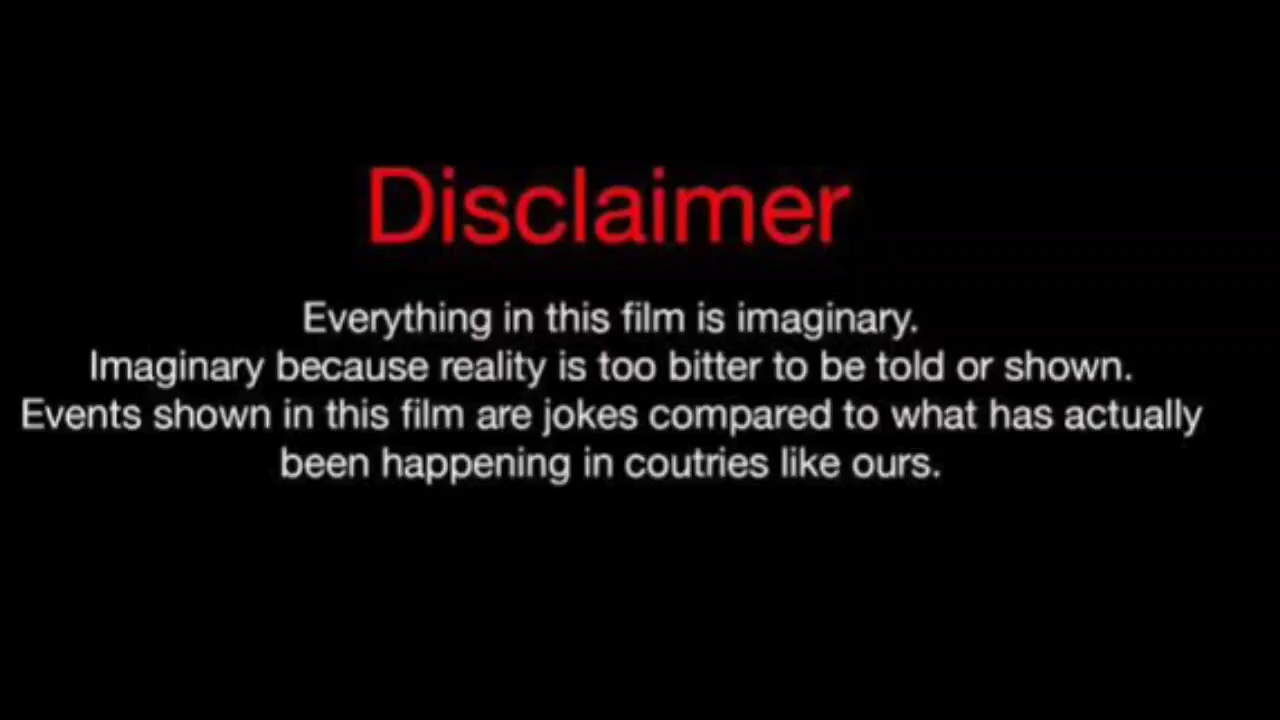 Disclaimer
Everything in this film is imaginary.
Imaginary because reality is too bitter to be told or shown.
Events shown in this film are jokes compared to what has actually
been happening in coutries like ours.